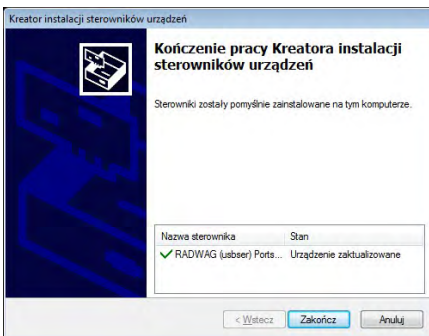 Kreator instalacji sterowników urządzeń
Kończenie pracy Kreatora instalacji
sterowników urządzeń
Sterowniki zostały pomyślnie zainstalowane na tym komputerze.
Nazwa sterownika Stan
RADWAG (usbser) Ports... Urządzenie zaktualizowane
< Wstecz Zakończ Anuluj